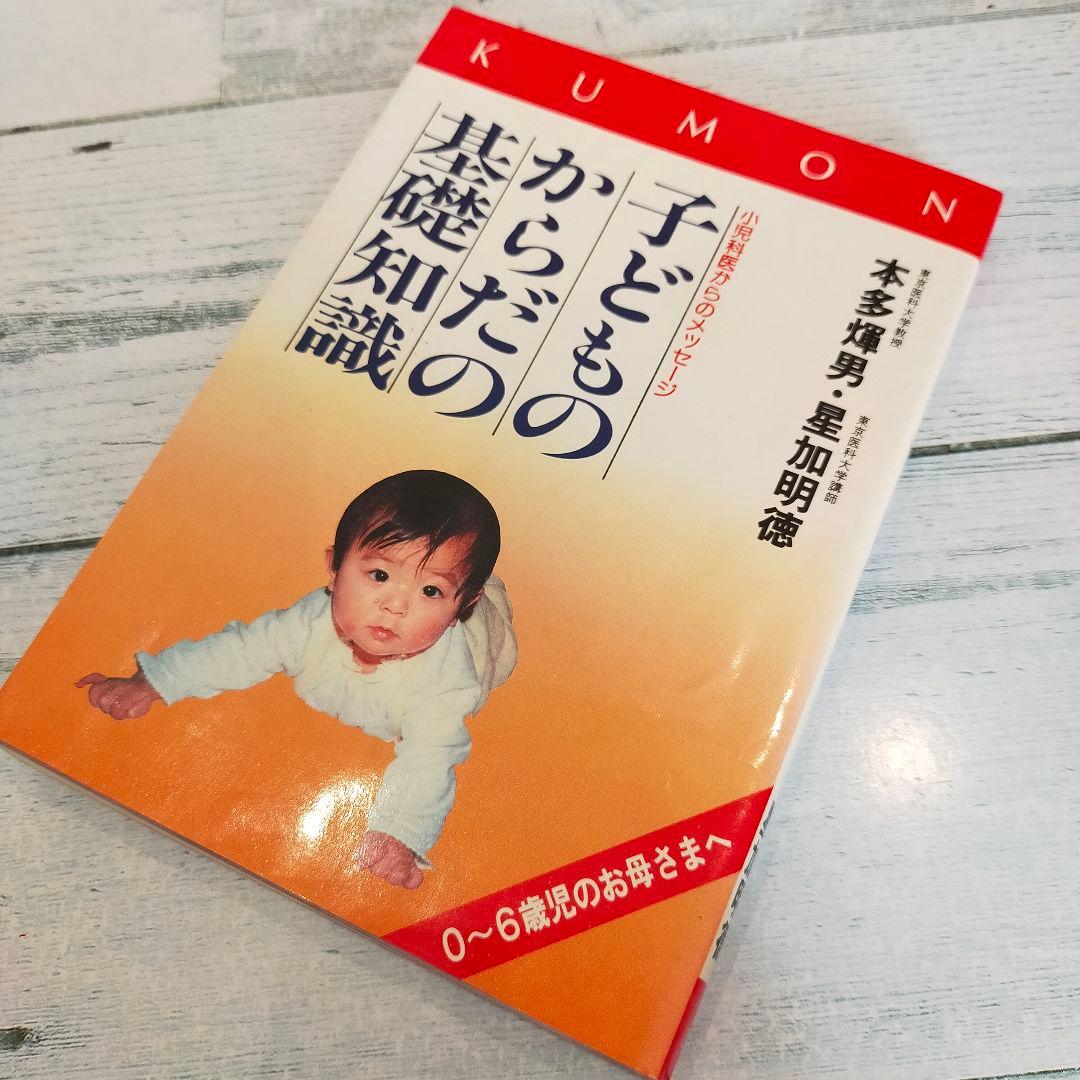 KUMON
東京医科大学教授
本多輝男・星加明徳
東京医科大学講師
小児科医からのメッセージ
子どもの
からだの
基礎知識
0～6歳児のお母さまへ